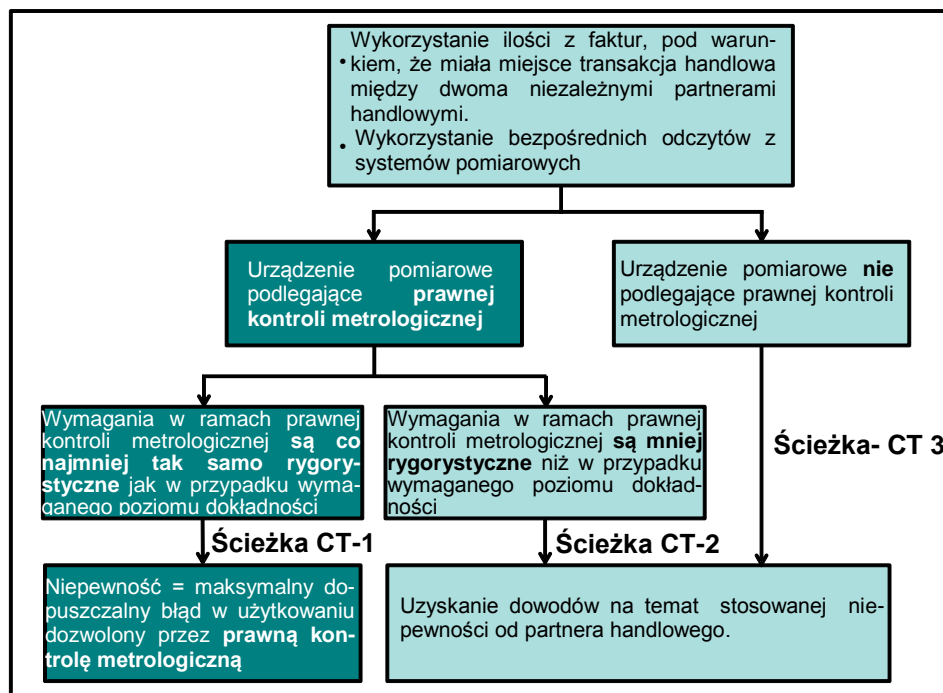 Wykorzystanie ilości z faktur, pod warun-
• kiem, że miała miejsce transakcja handlowa
między dwoma niezależnymi partnerami
handlowymi.
• Wykorzystanie bezpośrednich odczytów z
systemów pomiarowych
Urządzenie pomiarowe
podlegające prawnej
kontroli metrologicznej
Urządzenie pomiarowe nie
podlegające prawnej kontroli
metrologicznej
Wymagania w ramach prawnej
kontroli metrologicznej są co
najmniej tak samo rygory-
styczne jak w przypadku wyma-
ganego poziomu dokładności
Wymagania w ramach prawnej
kontroli metrologicznej są mniej
rygorystyczne niż w przypadku
wymaganego poziomu dokład-
ności
Ścieżka- CT 3
Ścieżka CT-1
Ścieżka CT-2
Niepewność = maksymalny do-
puszczalny błąd w użytkowaniu
dozwolony przez prawną kon-
trolę metrologiczną
Uzyskanie dowodów na temat stosowanej nie-
pewności od partnera handlowego.